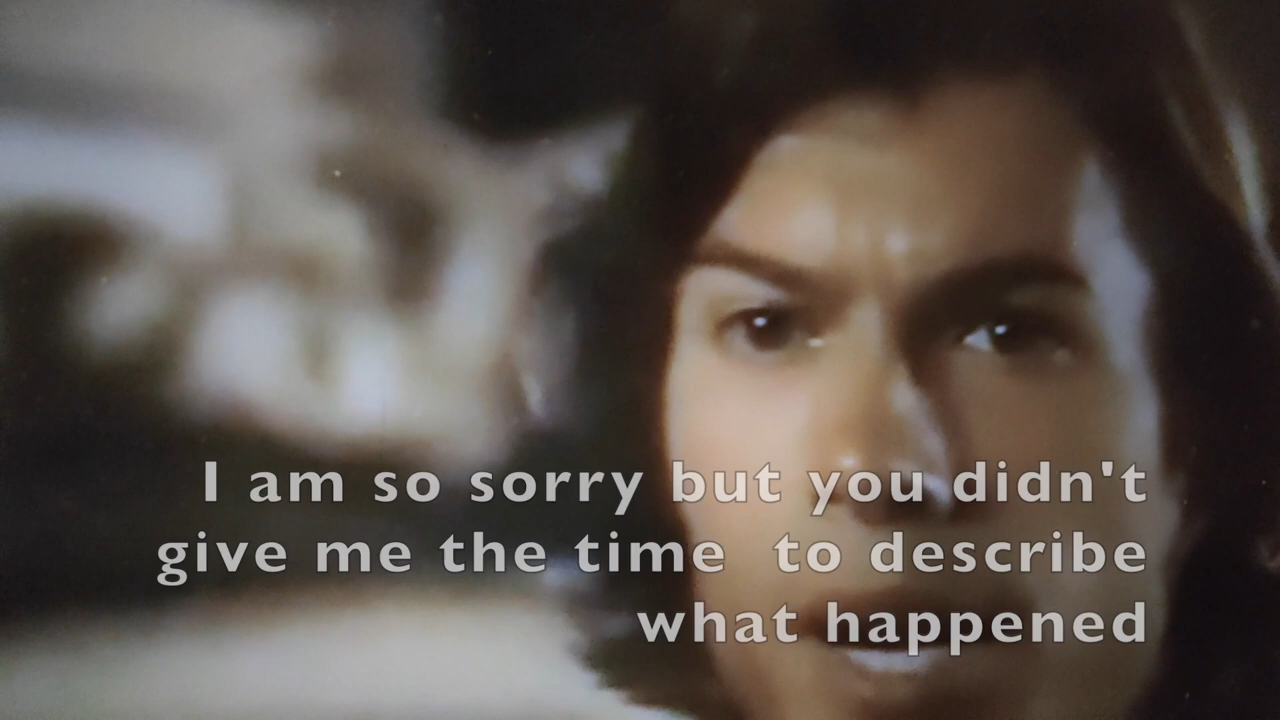 I am so sorry but you didn't
give me the time  to describe
what happened